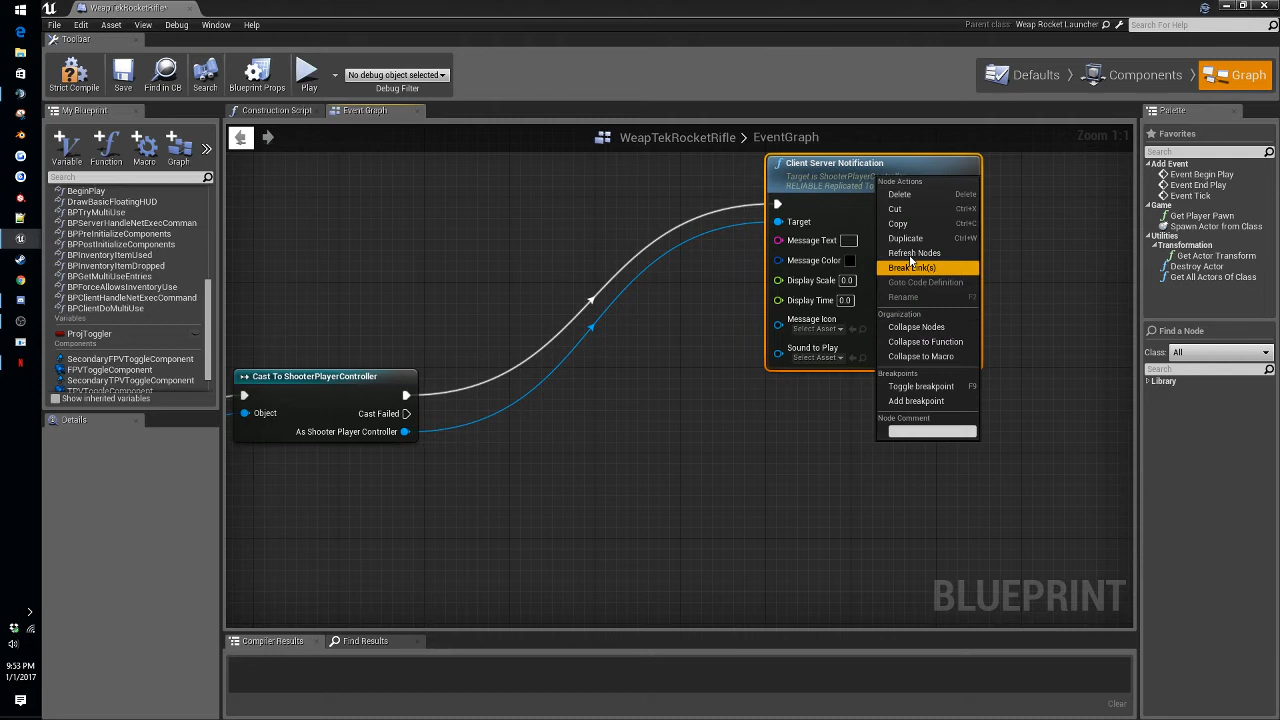 WeapTekRocketRifle*
File Edit Asset View Debug Window Help
Parent class: Weap Rocket Launcher
Search For Help
Toolbar
Strict Compile
Save
Find in CB
Search
Blueprint Props
Play
No debug object selected
Debug Filter
Defaults
Components
Graph
My Blueprint
Variable
Function
Macro
Graph
Search
BeginPlay
DrawBasicFloatingHUD
BPTryMultiUse
BPServerHandleNetExecComman
BPPreInitializeComponents
BPPostInitializeComponents
BPInventoryItemUsed
BPInventoryItemDropped
BPGetMultiUseEntries
BPForceAllowsInventoryUse
BPClientHandleNetExecCommand
BPClientDoMultiUse
Variables
ProjToggler
Components
SecondaryFPVToggleComponent
FPVToggleComponent
SecondaryTPVToggleComponent
Show inherited variables
Details
Construction Script
Event Graph
WeapTekRocketRifle > EventGraph
Zoom 1:1
Client Server Notification
Target is ShooterPlayerC
RELIABLE Replicated To
Target
Message Text
Message Color
Display Scale 0.0
Display Time 0.0
Message Icon
Select Asset
Sound to Play
Select Asset
Cast To ShooterPlayerController
Object
Cast Failed
As Shooter Player Controller
Node Actions
Delete Delete
Cut Ctrl+X
Copy Ctrl+C
Duplicate Ctrl+W
Refresh Nodes
Break Link(s)
Goto Code Definition
Rename F2
Organization
Collapse Nodes
Collapse to Function
Collapse to Macro
Breakpoints
Toggle breakpoint F9
Add breakpoint
Node Comment
BLUEPRINT
Palette
Favorites
Search
Add Event
Event Begin Play
Event End Play
Event Tick
Game
Get Player Pawn
Spawn Actor from Class
Utilities
Transformation
Get Actor Transform
Destroy Actor
Get All Actors Of Class
Find a Node
Class: All
Search
Library
Compiler Results
Find Results
Clear
9:53 PM
1/1/2017